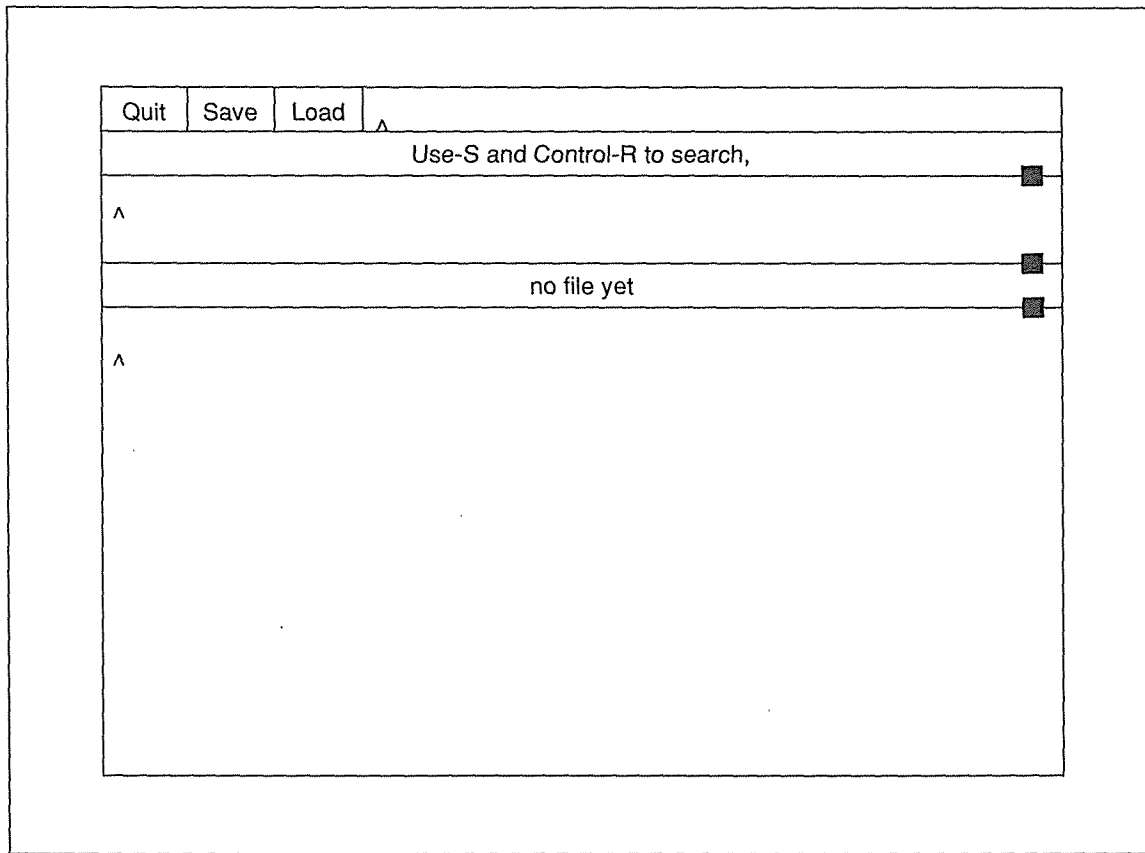 Quit Save Load ^
Use-S and Control-R to search,
^
no file yet
^